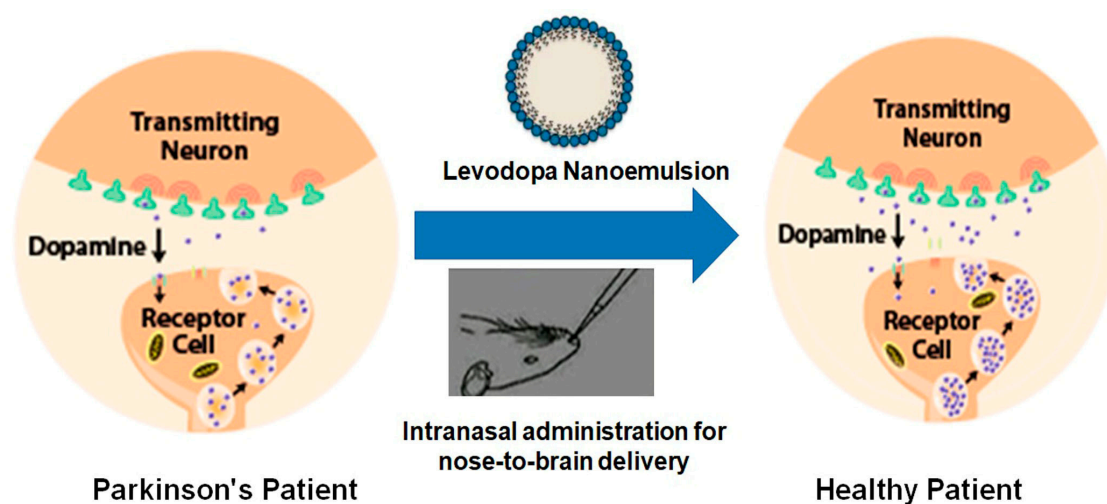 Transmitting
Neuron
Dopamine
Receptor
Cell
Parkinson's Patient
Levodopa Nanoemulsion
Intranasal administration for
nose-to-brain delivery
Transmitting
Neuron
Dopamine
Receptor
Cell
Healthy Patient